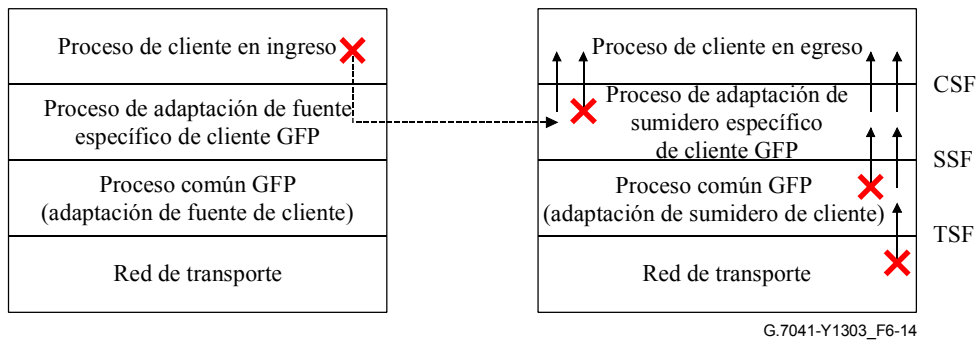 Proceso de cliente en ingreso
Proceso de adaptación de fuente
específico de cliente GFP
Proceso común GFP
(adaptación de fuente de cliente)
Red de transporte
Proceso de cliente en egreso
CSF
Proceso de adaptación de
sumidero específico
de cliente GFP
SSF
Proceso común GFP
(adaptación de sumidero de cliente)
TSF
Red de transporte
G.7041-Y1303_F6-14